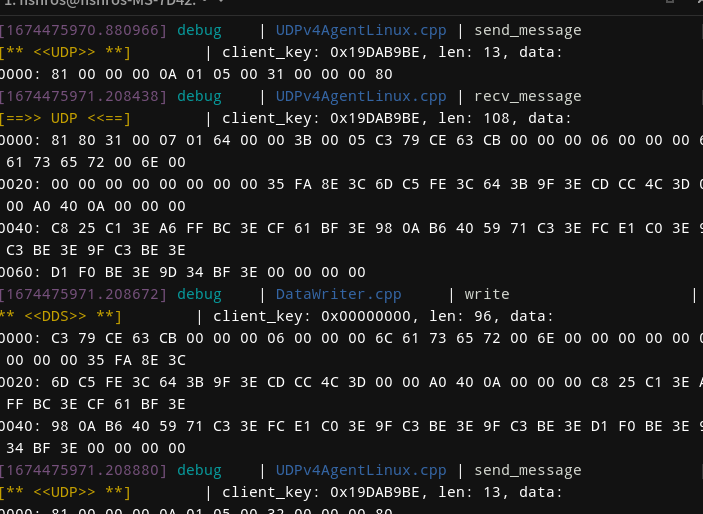 [1674475970.880966] debug | UDPv4AgentLinux.cpp | send_message
[** <<UDP>> **] | client_key: 0x19DAB9BE, len: 13, data:
0000: 81 00 00 00 0A 01 05 00 31 00 00 00 80
[1674475971.208438] debug | UDPv4AgentLinux.cpp | recv_message
[==>> UDP <<==] | client_key: 0x19DAB9BE, len: 108, data:
0000: 81 80 31 00 07 01 64 00 00 3B 00 05 C3 79 CE 63 CB 00 00 00 06 00 00 00
61 73 65 72 00 6E 00
0020: 00 00 00 00 00 00 00 00 35 FA 8E 3C 6D C5 FE 3C 64 3B 9F 3E CD CC 4C 3D
00 A0 40 0A 00 00 00
0040: C8 25 C1 3E A6 FF BC 3E CF 61 BF 3E 98 0A B6 40 59 71 C3 3E FC E1 C0 3E
C3 BE 3E 9F C3 BE 3E
0060: D1 F0 BE 3E 9D 34 BF 3E 00 00 00 00
[1674475971.208672] debug | DataWriter.cpp | write |
** <<DDS>> **] | client_key: 0x00000000, len: 96, data:
0000: C3 79 CE 63 CB 00 00 00 06 00 00 00 6C 61 73 65 72 00 6E 00 00 00 00 00
00 00 00 35 FA 8E 3C
0020: 6D C5 FE 3C 64 3B 9F 3E CD CC 4C 3D 00 00 A0 40 0A 00 00 00 C8 25 C1 3E
FF BC 3E CF 61 BF 3E
0040: 98 0A B6 40 59 71 C3 3E FC E1 C0 3E 9F C3 BE 3E 9F C3 BE 3E D1 F0 BE 3E
34 BF 3E 00 00 00 00
[1674475971.208880] debug | UDPv4AgentLinux.cpp | send_message
[** <<UDP>> **] | client_key: 0x19DAB9BE, len: 13, data:
0000: 81 00 00 00 0A 01 05 00 32 00 00 00 80